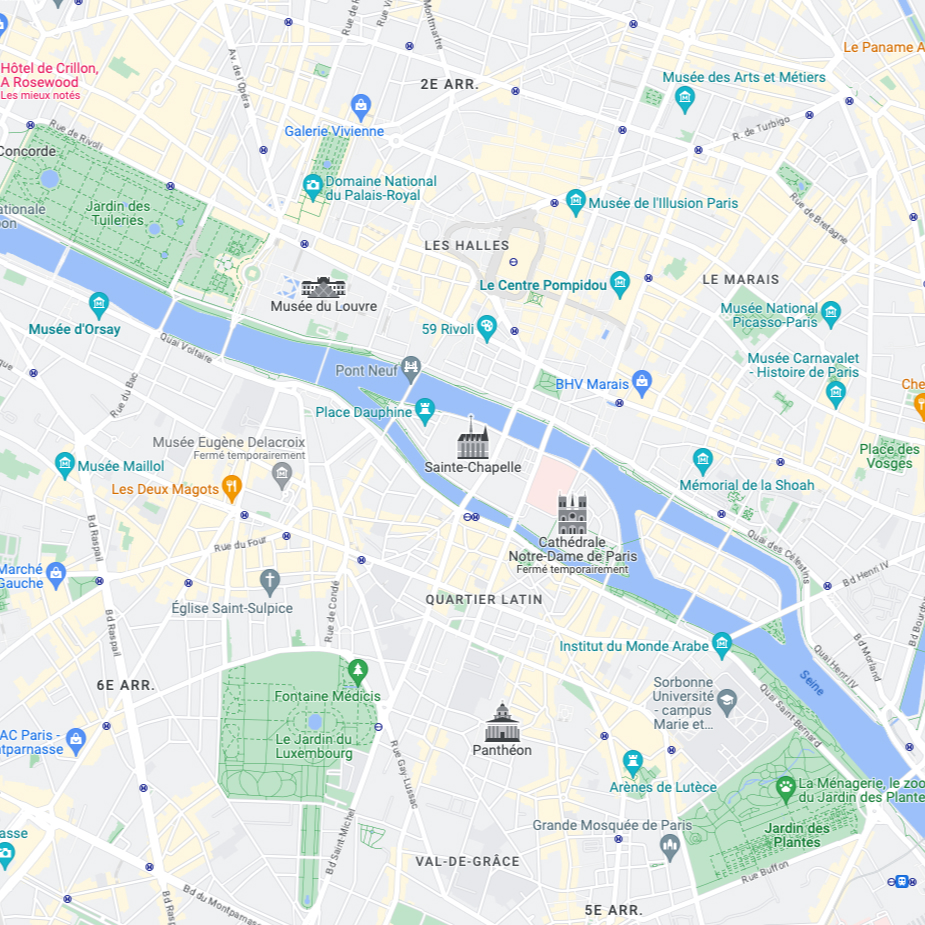 Rue de R
Rue V
Montmartre
Av. de l'Opéra
2E ARR.
Le Paname A
Hôtel de Crillon,
A Rosewood
Les mieux notés
Musée des Arts et Métiers
Galerie Vivienne
Rue de Rivoli
R. de Turbigo
Concorde
Domaine National
du Palais-Royal
Jardin des
Tuileries
Musée de l'Illusion Paris
Rue de Bretagne
ationale
on
LES HALLES
Le Centre Pompidou
LE MARAIS
Musée du Louvre
Musée d'Orsay
59 Rivoli
Musée National
Picasso-Paris
Quai Voltaire
que
Pont Neuf
Musée Carnavalet
- Histoire de Paris
BHV Marais
Che
Rue du Bac
Place Dauphine
Musée Eugène Delacroix
Fermé temporairement
Sainte-Chapelle
Place des
Vosges
Musée Maillol
Les Deux Magots
Mémorial de la Shoah
Bd Raspail
Rue du Four
Cathédrale
Notre-Dame de Paris
Fermé temporairement
Quai des Célestins
Marché
Gauche
Bd Henri IV
Église Saint-Sulpice
Rue de Condé
QUARTIER LATIN
Bd Raspail
Bd Bourdo
Institut du Monde Arabe
Bd Morland
Quai Henri IV
6E ARR.
Fontaine Médicis
Sorbonne
Université
- campus
Marie et...
Seine
Quai Saint-Bernard
AC Paris -
tparnasse
Le Jardin du
Luxembourg
Panthéon
Rue Gay-Lussac
Arènes de Lutèce
La Ménagerie, le zoo
du Jardin des Plante
asse
Bd Saint-Michel
Grande Mosquée de Paris
Jardin des
Plantes
VAL-DE-GRÂCE
Rue Buffon
Bd du Montparnass
Bd Ras
5E ARR.